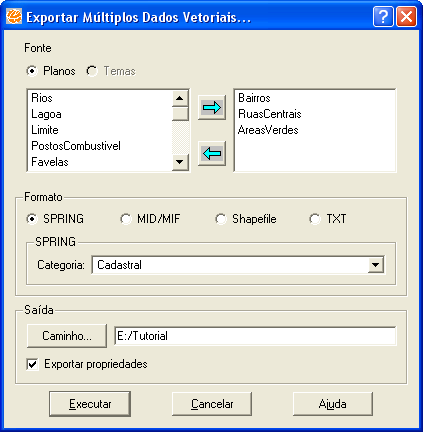 Exportar Múltiplos Dados Vetoriais...
Fonte
Planos Temas
Rios
Lagoa
Limite
PostosCombustivel
Favelas
Bairros
RuasCentrais
AreasVerdes
Formato
SPRING MID/MIF Shapefile TXT
SPRING
Categoria: Cadastral
Saída
Caminho... E:/Tutorial
Exportar propriedades
Executar Cancelar Ajuda